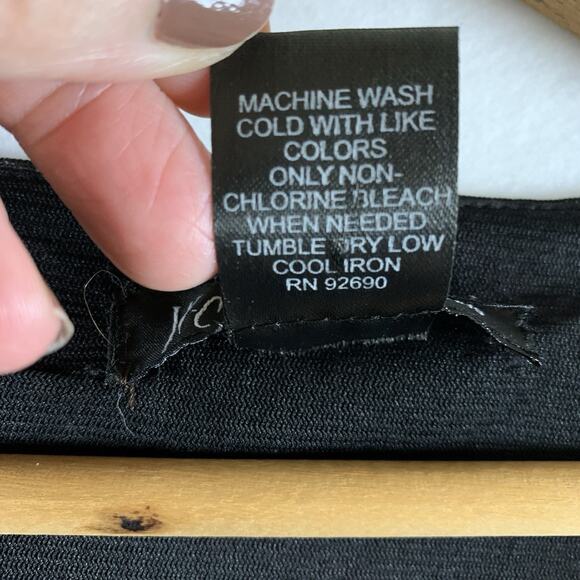 MACHINE WASH
COLD WITH LIKE
COLORS
ONLY NON-
CHLORINE BLEACH
WHEN NEEDED
TUMBLE DRY LOW
COOL IRON
RN 92690